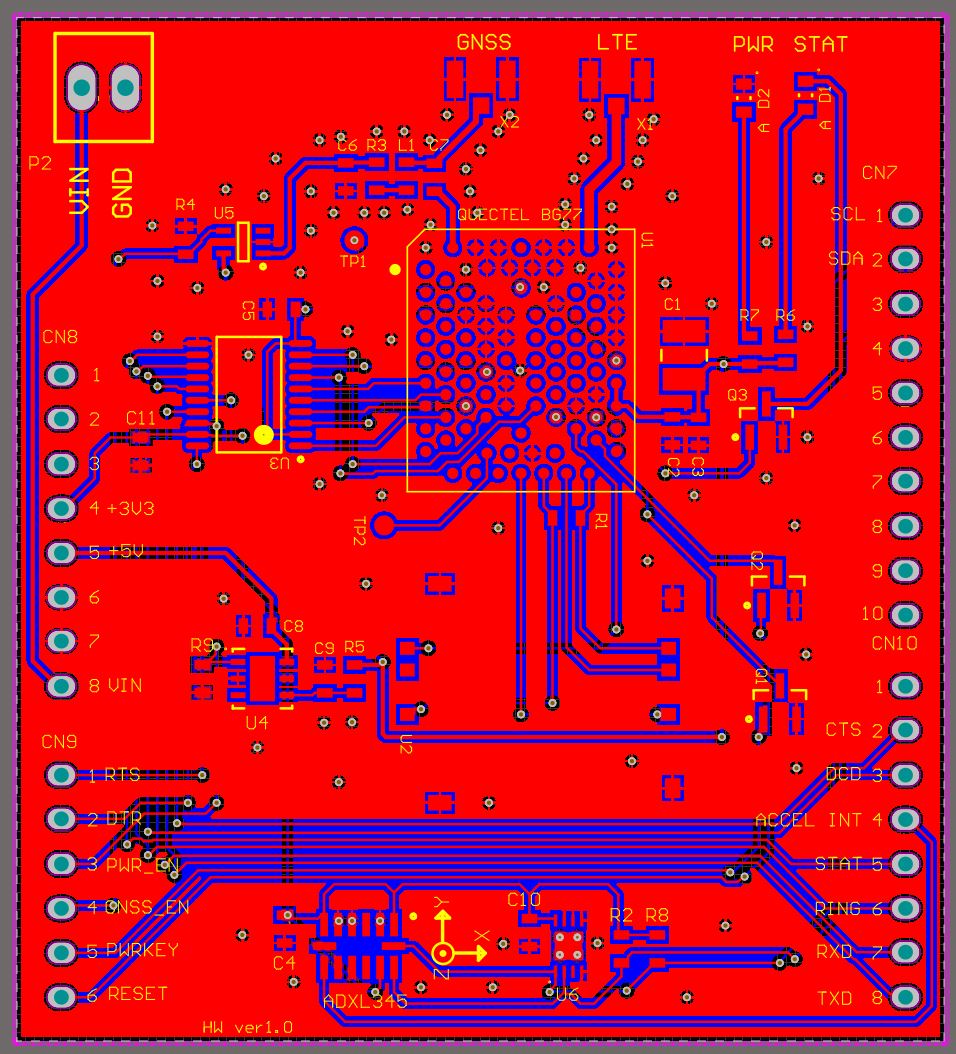 GNSS LTE PWR STAT
X2 X1 D2 D1
A A
P2 VIN GND
C6 R3 L1 C7
CN7
R4 U5 QUECTEL BG77 U1 SCL 1
TP1 SDA 2
C5 C1 3
R7 R6
CN8 4
1 Q3 5
2 C11 U3 6
3 C2 C3 7
4 +3V3 TP2 R1 8
5 +5V Q2 9
6 10
7 C8 CN10
R9 C9 R5 Q1 1
8 VIN U4 U2
CN9 CTS 2
1 RTS DCD 3
2 DTR ACCEL INT 4
3 PWR_EN STAT 5
4 GNSS_EN C10 R2 R8 RING 6
Y X Z
5 PWRKEY C4 RXD 7
6 RESET ADXL345 U6 TXD 8
HW ver1.0